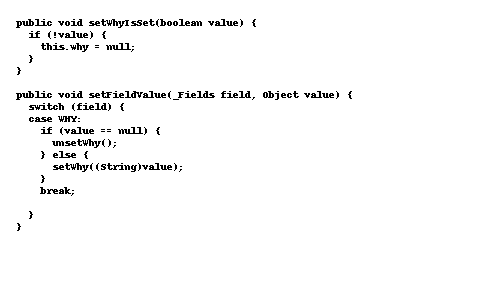 public void setWhyIsSet(boolean value) {
  if (!value) {
    this.why = null;
  }
}

public void setFieldValue(_Fields field, Object value) {
  switch (field) {
  case WHY:
    if (value == null) {
      unsetWhy();
    } else {
      setWhy((String)value);
    }
    break;

  }
}